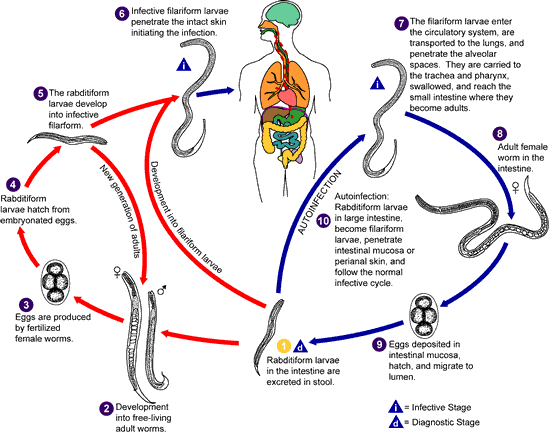 6 Infective filariform larvae
penetrate the intact skin
initiating the infection.
i
7 The filariform larvae enter
the circulatory system, are
transported to the lungs, and
penetrate the alveolar
spaces. They are carried to
the trachea and pharynx,
swallowed, and reach the
small intestine where they
become adults.
i
5 The rabditiform
larvae develop
into infective
filarform.
8 Adult female
worm in the
intestine.
♀
4 Rabditiform
larvae hatch from
embryonated eggs.
New generation of adults
Development into filariform larvae
AUTOINFECTION
Autoinfection:
10 Rabditiform larvae
in large intestine,
become filariform
larvae, penetrate
intestinal mucosa or
perianal skin, and
follow the normal
infective cycle.
♀
♂
3 Eggs are produced
by fertilized
female worms.
1 d
Rabditiform larvae
in the intestine are
excreted in stool.
9 Eggs deposited in
intestinal mucosa,
hatch, and migrate to
lumen.
2 Development
into free-living
adult worms.
i = Infective Stage
d = Diagnostic Stage